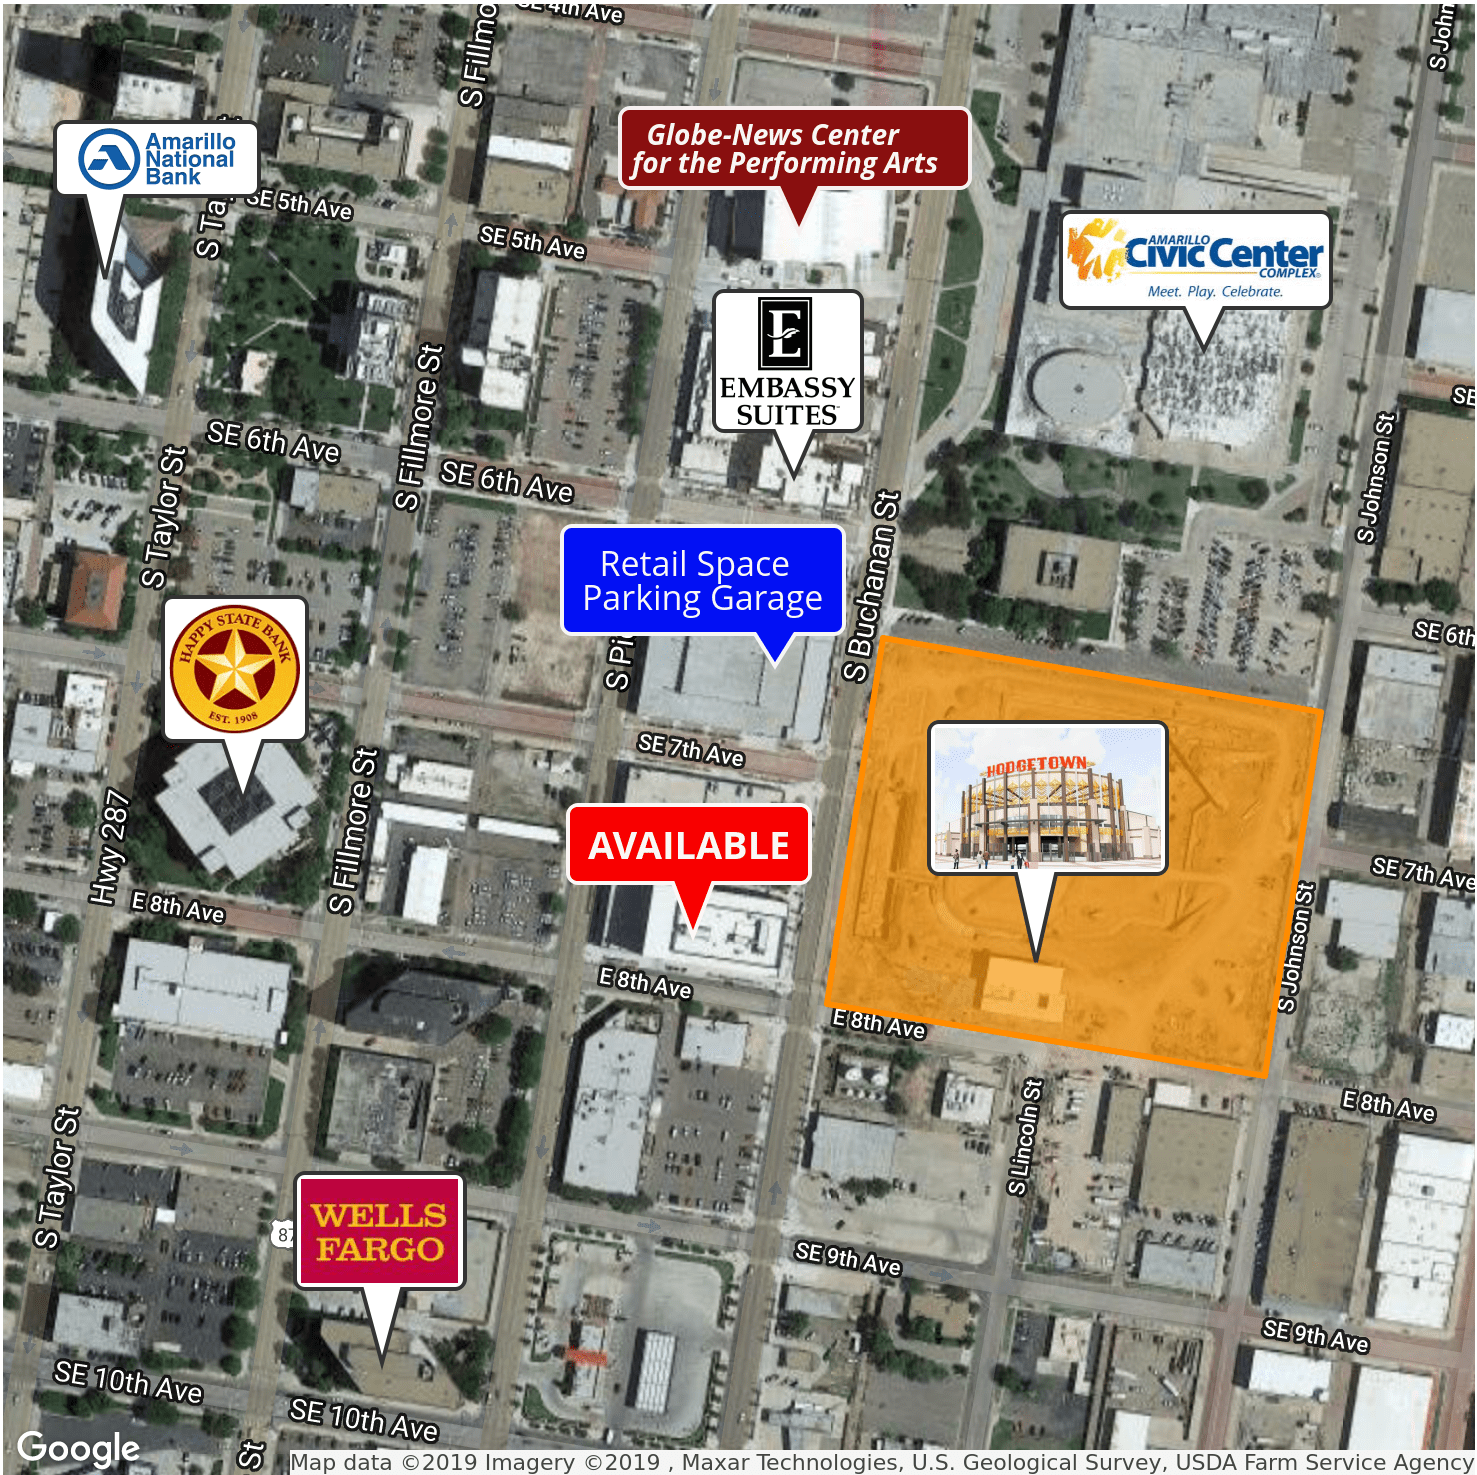 SE 4th Ave
S Fillmo
S John
Globe-News Center
for the Performing Arts
Amarillo
National
Bank
SE 5th Ave
SE 5th Ave
AMARILLO
Civic Center
COMPLEX
Meet. Play. Celebrate.
E
EMBASSY
SUITES
S Fillmore St
SE 6th Ave
SE 6th Ave
SE
S Johnson St
S Taylor St
S Buchanan St
Retail Space
Parking Garage
HAPPY STATE BANK
EST. 1908
SE 6th
SE 7th Ave
HODGETOWN
S Fillmore St
Hwy 287
AVAILABLE
SE 7th Ave
E 8th Ave
E 8th Ave
E 8th Ave
S Johnson St
E 8th Ave
S Lincoln St
S Taylor St
WELLS
FARGO
87
SE 9th Ave
SE 9th Ave
SE 10th Ave
SE 10th Ave
St
Google
Map data ©2019 Imagery ©2019 , Maxar Technologies, U.S. Geological Survey, USDA Farm Service Agency